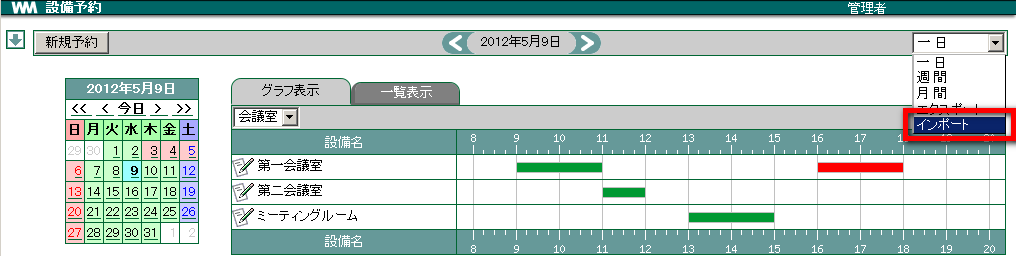 WM 設備予約 管理者
新規予約 2012年5月9日 一 日
一 日
週 間
月 間
エクスポート
インポート
2012年5月9日
<< < 今日 > >>
日 月 火 水 木 金 土
29 30 1 2 3 4 5
6 7 8 9 10 11 12
13 14 15 16 17 18 19
20 21 22 23 24 25 26
27 28 29 30 31 1 2
グラフ表示 一覧表示
会議室
設備名 8 9 10 11 12 13 14 15 16 17 18 19 20
第一会議室
第二会議室
ミーティングルーム
設備名 8 9 10 11 12 13 14 15 16 17 18 19 20